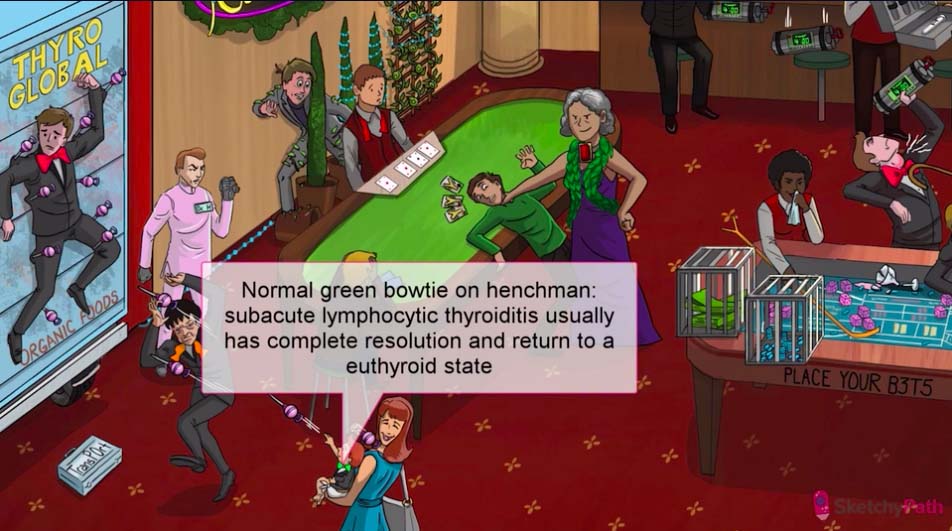 THYRO
GLOBAL
ORGANIC FOODS
Normal green bowtie on henchman:
subacute lymphocytic thyroiditis usually
has complete resolution and return to a
euthyroid state
PLACE YOUR B3T5
TransPOrt
SketchyPath